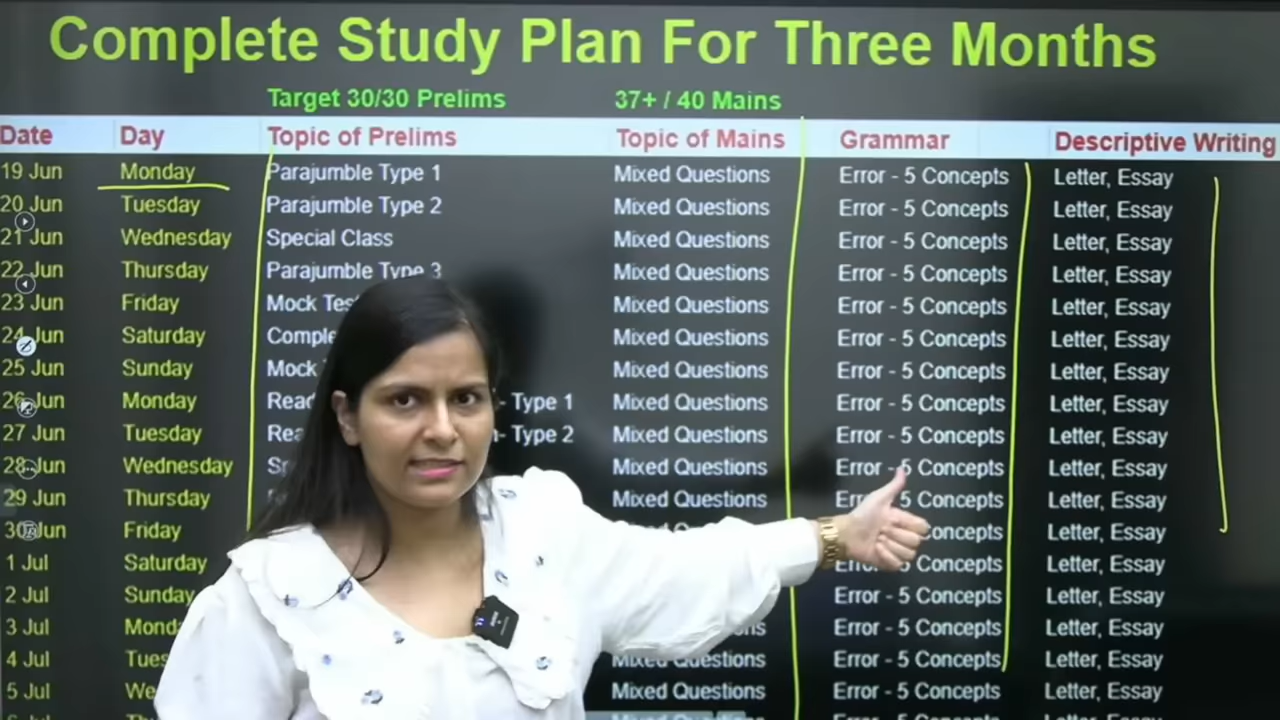 Complete Study Plan For Three Months
Target 30/30 Prelims 37+ / 40 Mains
Date Day Topic of Prelims Topic of Mains Grammar Descriptive Writing
19 Jun Monday Parajumble Type 1 Mixed Questions Error - 5 Concepts Letter, Essay
20 Jun Tuesday Parajumble Type 2 Mixed Questions Error - 5 Concepts Letter, Essay
21 Jun Wednesday Special Class Mixed Questions Error - 5 Concepts Letter, Essay
22 Jun Thursday Parajumble Type 3 Mixed Questions Error - 5 Concepts Letter, Essay
23 Jun Friday Mock Mixed Questions Error - 5 Concepts Letter, Essay
24 Jun Saturday Mixed Questions Error - 5 Concepts Letter, Essay
25 Jun Sunday Mock Mixed Questions Error - 5 Concepts Letter, Essay
26 Jun Monday - Type 1 Mixed Questions Error - 5 Concepts Letter, Essay
27 Jun Tuesday - Type 2 Mixed Questions Error - 5 Concepts Letter, Essay
28 Jun Wednesday Mixed Questions Error - 5 Concepts Letter, Essay
29 Jun Thursday Mixed Questions 5 Concepts Letter, Essay
30 Jun Friday Letter, Essay
1 Jul Saturday Concepts Letter, Essay
2 Jul Sunday Error - 5 Concepts Letter, Essay
3 Jul Error - 5 Concepts Letter, Essay
4 Jul Mixed Questions Error - 5 Concepts Letter, Essay
5 Jul Mixed Questions Error - 5 Concepts Letter, Essay